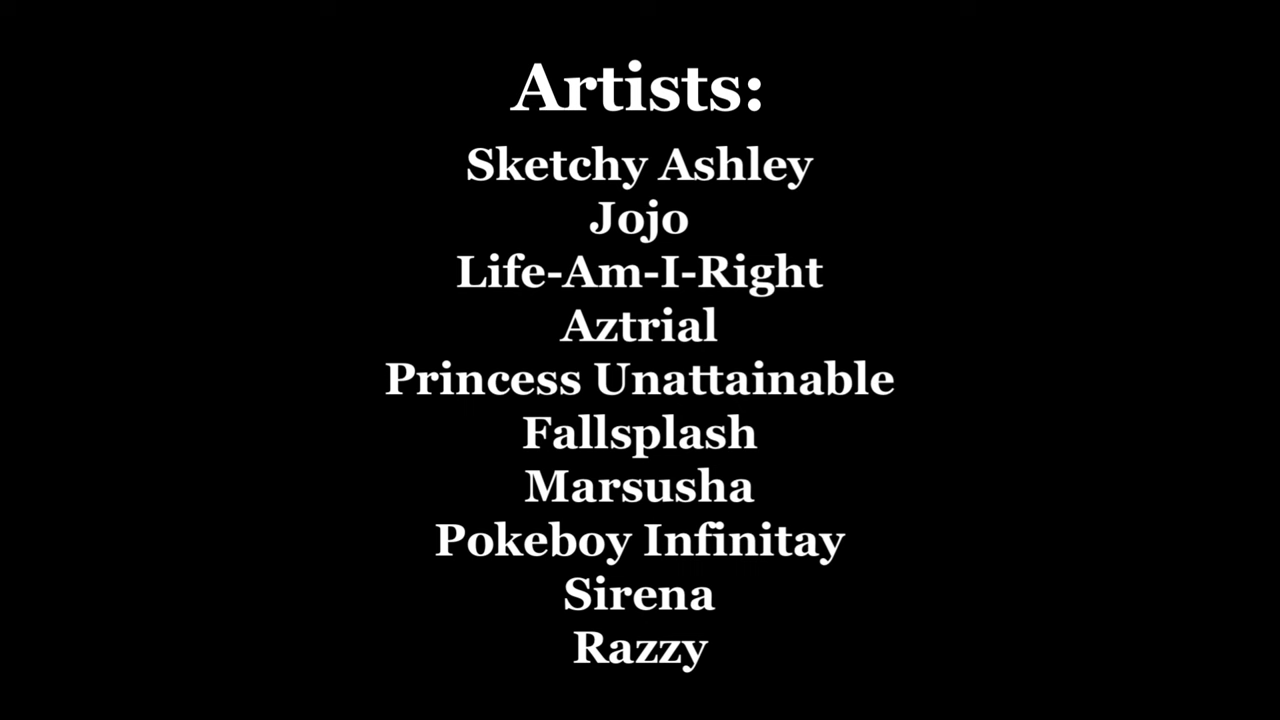 Artists:
Sketchy Ashley
Jojo
Life-Am-I-Right
Aztrial
Princess Unattainable
Fallsplash
Marsusha
Pokeboy Infinitay
Sirena
Razzy